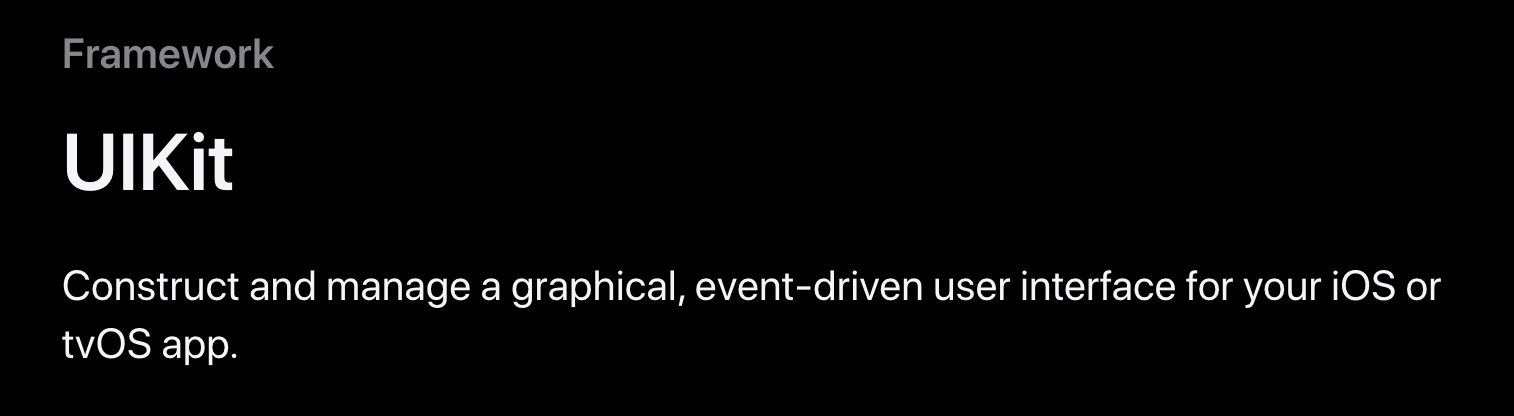 Framework
UIKit
Construct and manage a graphical, event-driven user interface for your iOS or
tvOS app.